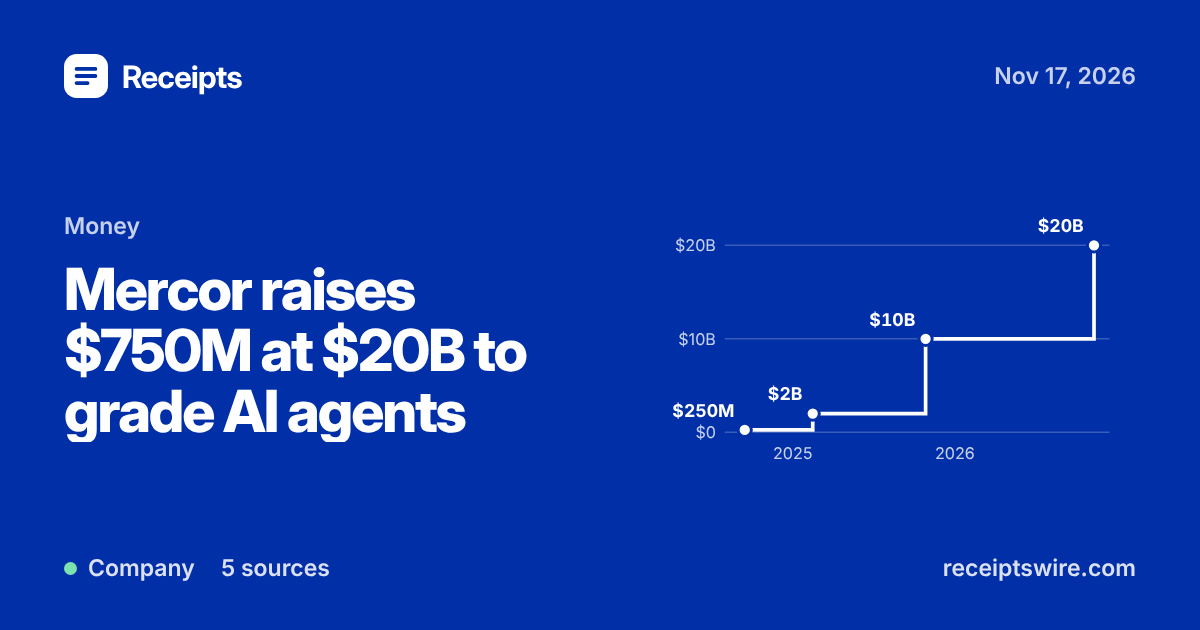 Receipts
Nov 17, 2026
Money
Mercor raises
$750M at $20B to
grade AI agents
$20B
$20B
$10B
$10B
$2B
$250M
$0
2025
2026
Company
5 sources
receiptswire.com